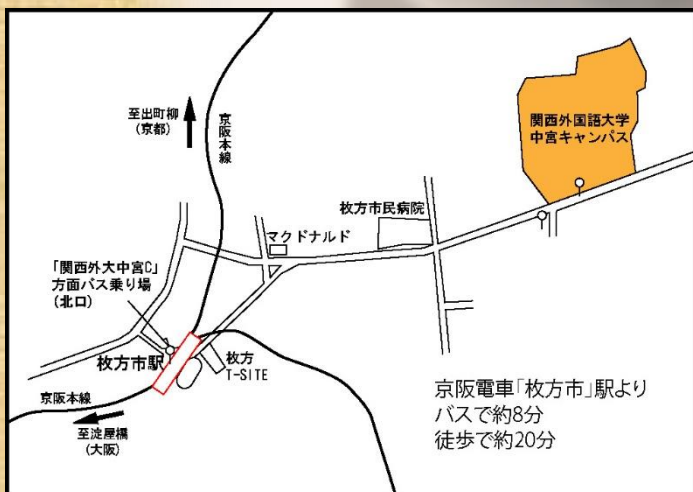 至出町柳
(京都)
京阪本線
関西外国語大学
中宮キャンパス
枚方市民病院
マクドナルド
「関西外大中宮C」
方面バス乗り場
(北口)
枚方市駅
枚方
T-SITE
京阪本線
至淀屋橋
(大阪)
京阪電車「枚方市」駅より
バスで約8分
徒歩で約20分